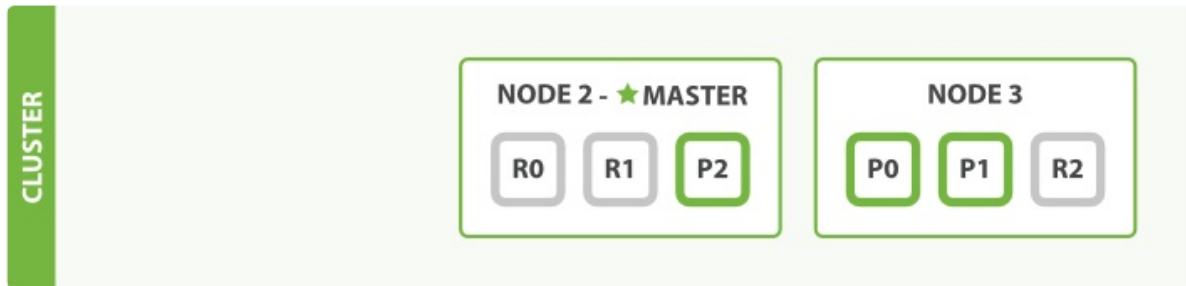 CLUSTER
NODE 2 - ★ MASTER
R0 R1 P2
NODE 3
P0 P1 R2